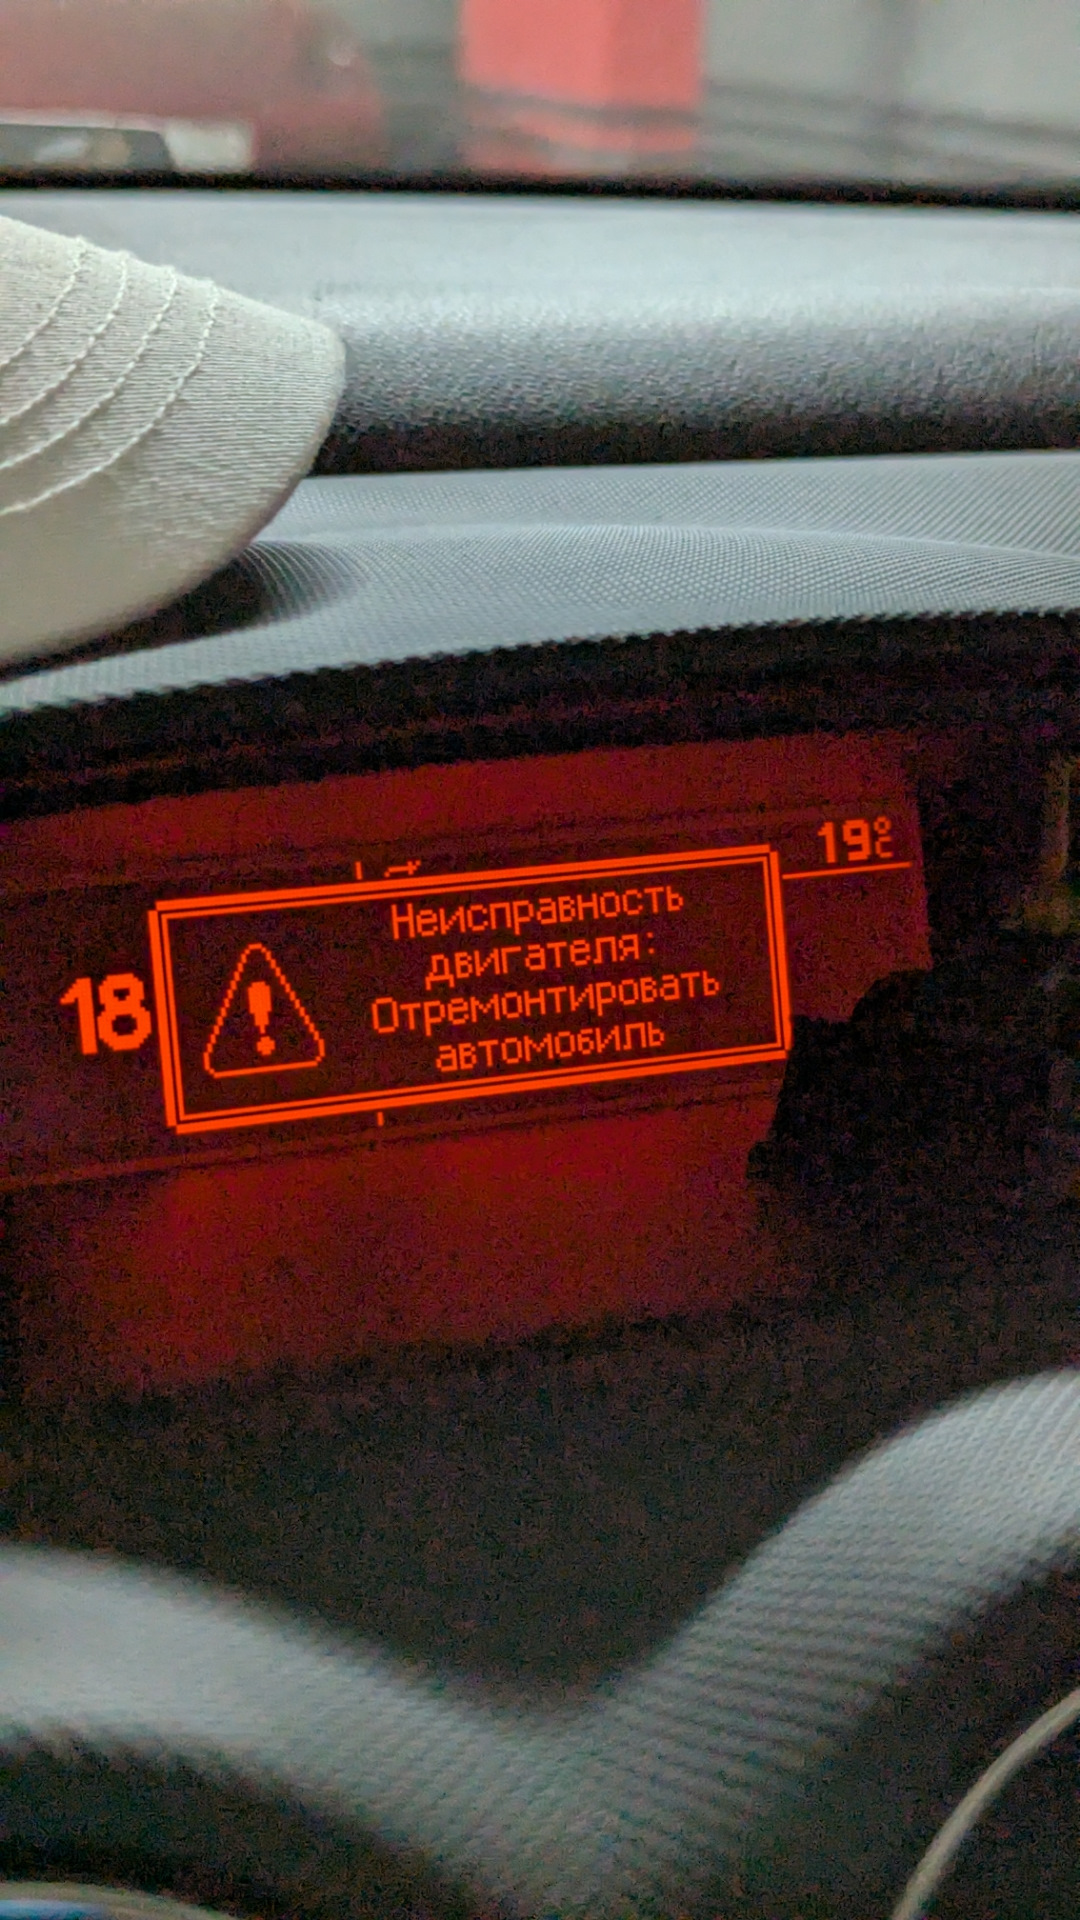 19°C
18
Неисправность
двигателя:
Отремонтировать
автомобиль